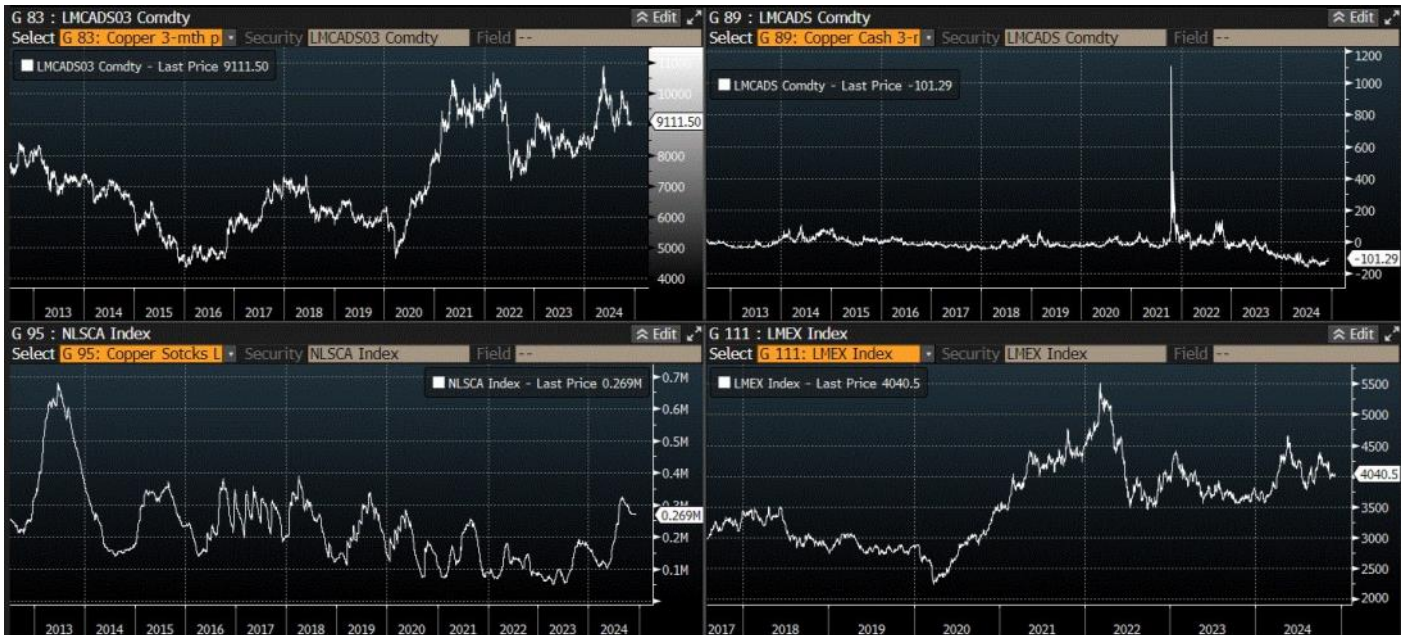 G 83 : LMCADS03 Comdty
Edit
Select G 83: Copper 3-mth p Security LMCADS03 Comdty Field --
LMCADS03 Comdty - Last Price 9111.50
11000
10000
9111.50
8000
7000
6000
5000
4000
2013 2014 2015 2016 2017 2018 2019 2020 2021 2022 2023 2024
G 89 : LMCADS Comdty
Edit
Select G 89: Copper Cash 3-r Security LMCADS Comdty Field --
LMCADS Comdty - Last Price -101.29
1200
1000
800
600
400
200
0
-101.29
-200
2013 2014 2015 2016 2017 2018 2019 2020 2021 2022 2023 2024
G 95 : NLSCA Index
Edit
Select G 95: Copper Sotcks L Security NLSCA Index Field --
NLSCA Index - Last Price 0.269M
0.7M
0.6M
0.5M
0.4M
0.3M
0.269M
0.2M
0.1M
2013 2014 2015 2016 2017 2018 2019 2020 2021 2022 2023 2024
G 111 : LMEX Index
Edit
Select G 111: LMEX Index Security LMEX Index Field --
LMEX Index - Last Price 4040.5
5500
5000
4500
4040.5
3500
3000
2500
2000
2017 2018 2019 2020 2021 2022 2023 2024